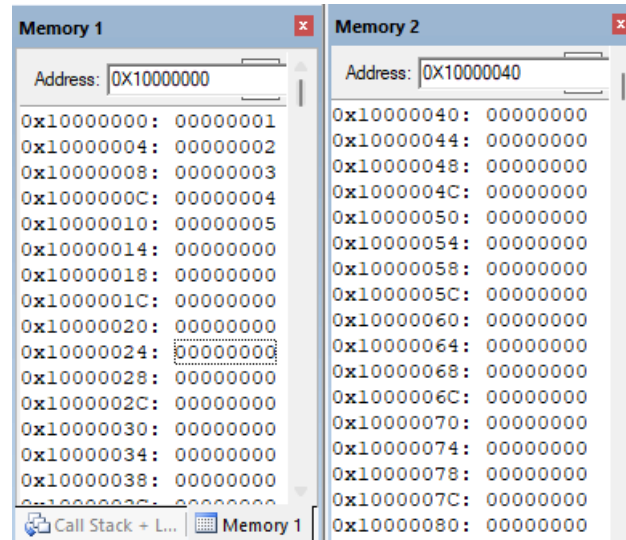 Memory 1
x
Address: 0X10000000
0x10000000: 00000001
0x10000004: 00000002
0x10000008: 00000003
0x1000000C: 00000004
0x10000010: 00000005
0x10000014: 00000000
0x10000018: 00000000
0x1000001C: 00000000
0x10000020: 00000000
0x10000024: 00000000
0x10000028: 00000000
0x1000002C: 00000000
0x10000030: 00000000
0x10000034: 00000000
0x10000038: 00000000
0x1000003C: 00000000
Call Stack + L...
Memory 1
Memory 2
x
Address: 0X10000040
0x10000040: 00000000
0x10000044: 00000000
0x10000048: 00000000
0x1000004C: 00000000
0x10000050: 00000000
0x10000054: 00000000
0x10000058: 00000000
0x1000005C: 00000000
0x10000060: 00000000
0x10000064: 00000000
0x10000068: 00000000
0x1000006C: 00000000
0x10000070: 00000000
0x10000074: 00000000
0x10000078: 00000000
0x1000007C: 00000000
0x10000080: 00000000